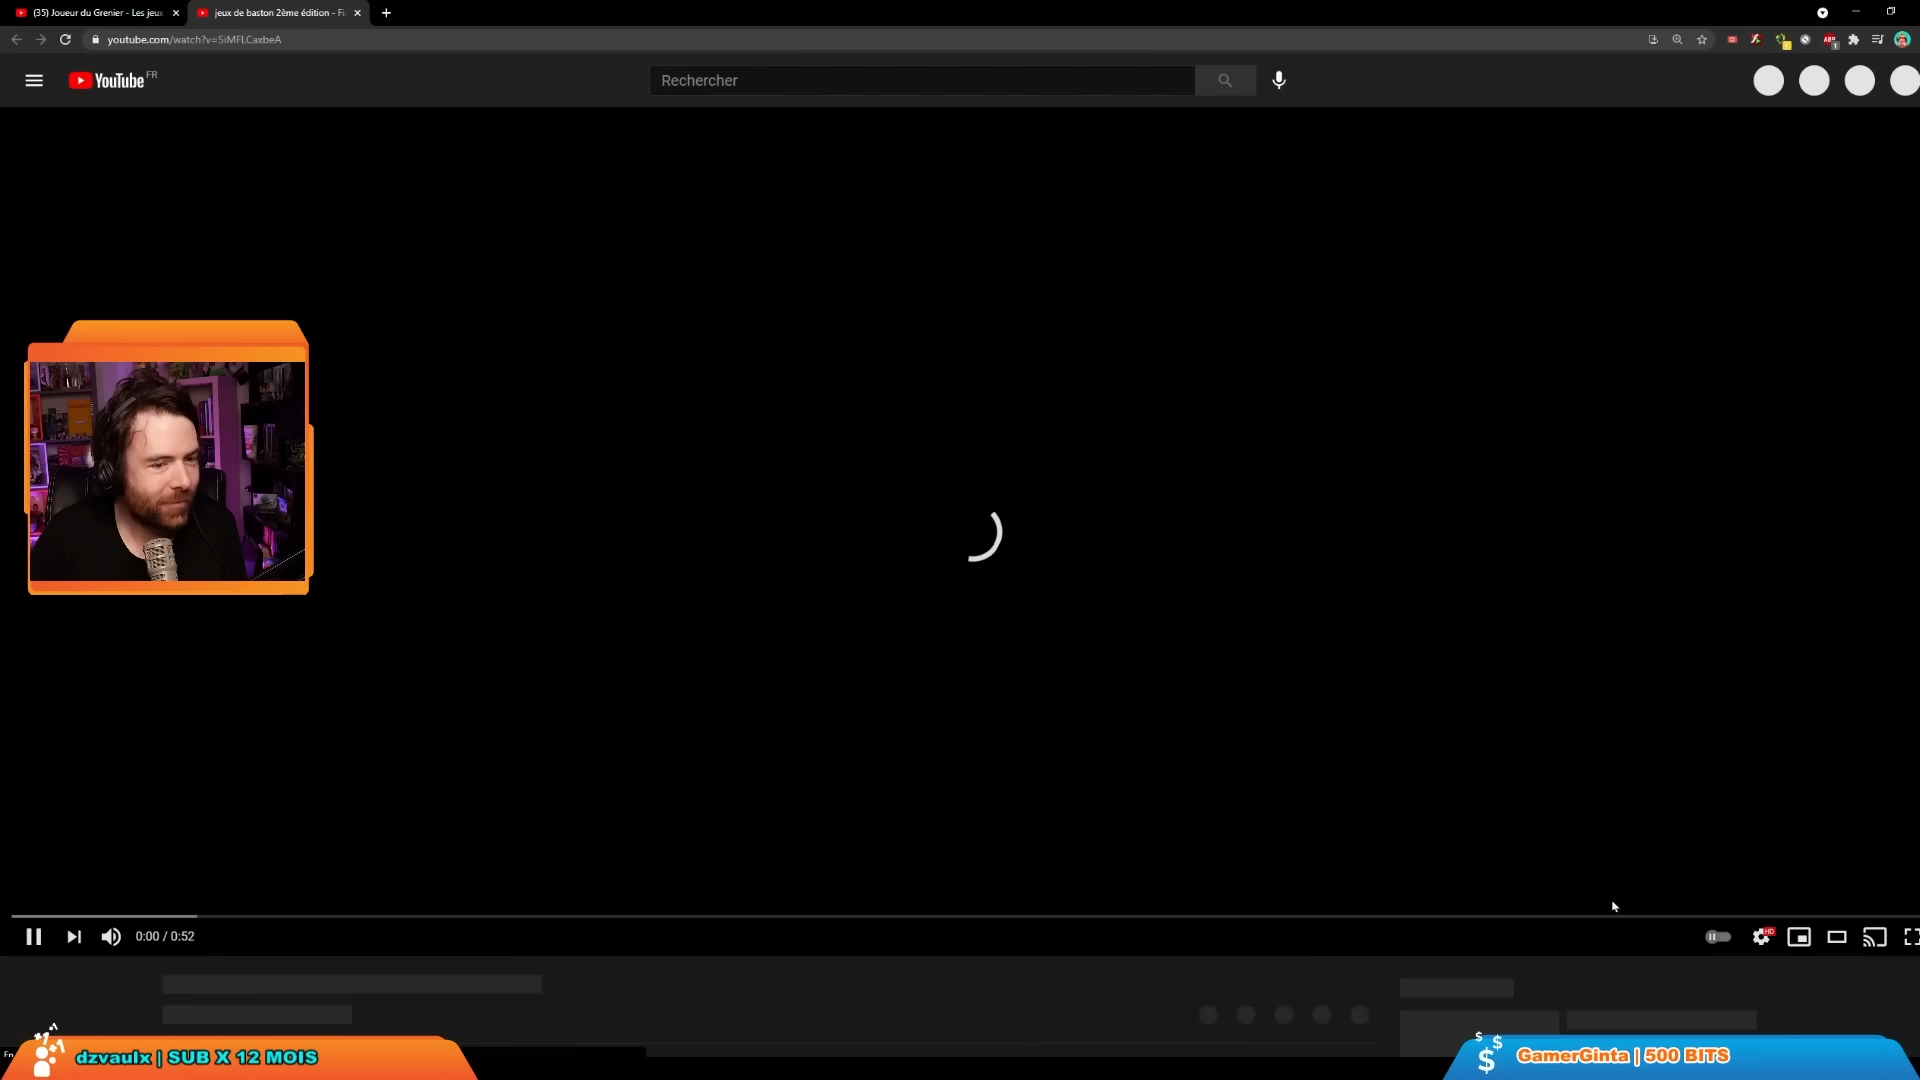 (35) Joueur du Grenier - Les jeux
jeux de baston 2ème édition - Fi
youtube.com/watch?v=5iMFLCaxbeA
YouTube FR
Rechercher
0:00 / 0:52
HD
dzvaulx | SUB X 12 MOIS
GamerGinta | 500 BITS